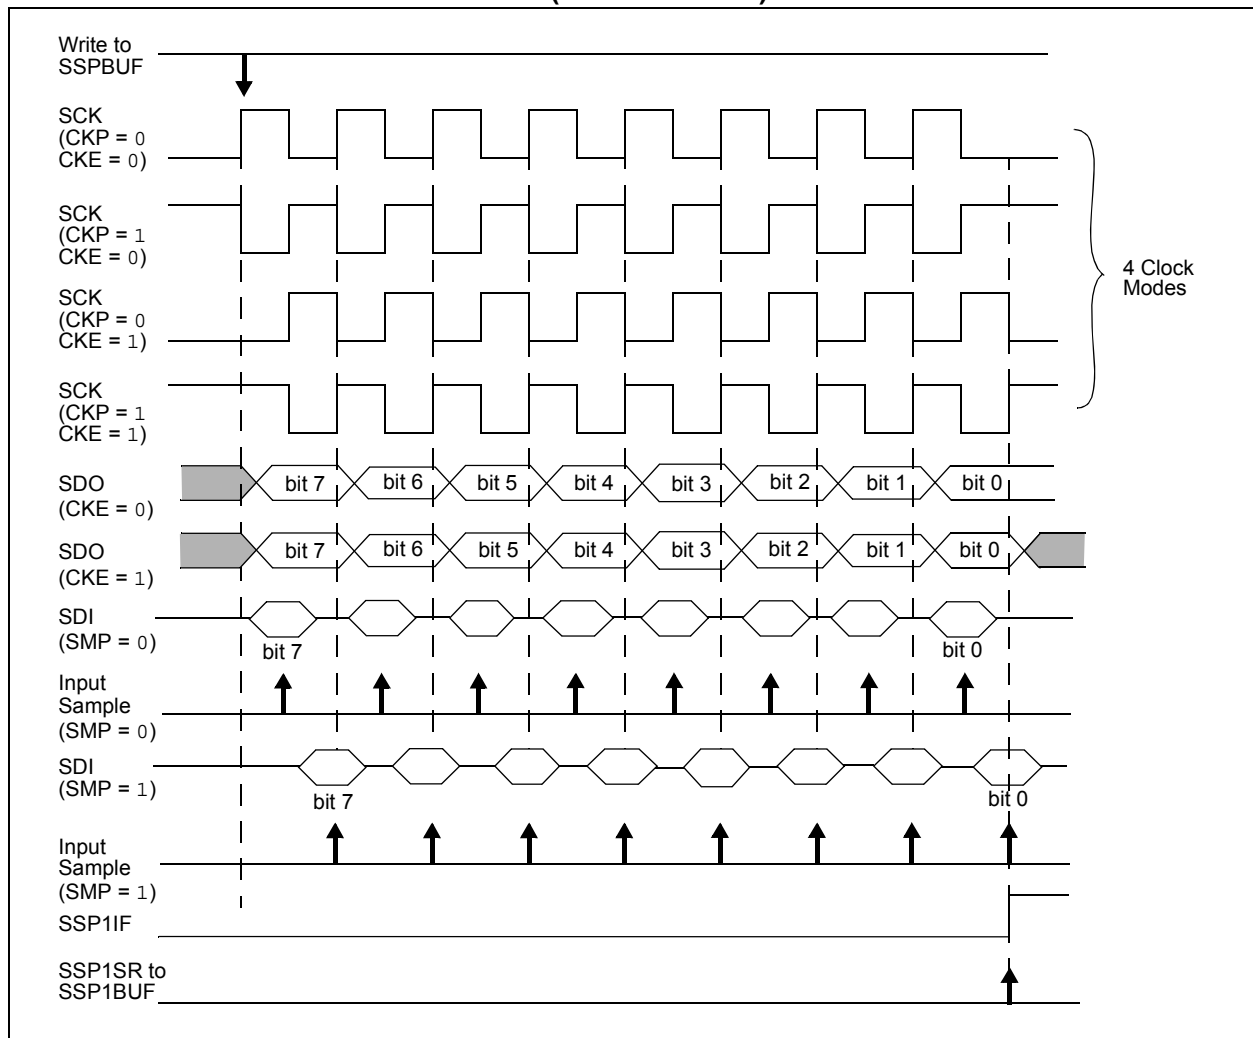 Write to
SSPBUF
SCK
(CKP = 0
CKE = 0)
SCK
(CKP = 1
CKE = 0)
SCK
(CKP = 0
CKE = 1)
SCK
(CKP = 1
CKE = 1)
4 Clock
Modes
SDO
(CKE = 0)
bit 7 bit 6 bit 5 bit 4 bit 3 bit 2 bit 1 bit 0
SDO
(CKE = 1)
bit 7 bit 6 bit 5 bit 4 bit 3 bit 2 bit 1 bit 0
SDI
(SMP = 0)
bit 7 bit 0
Input
Sample
(SMP = 0)
SDI
(SMP = 1)
bit 7 bit 0
Input
Sample
(SMP = 1)
SSP1IF
SSP1SR to
SSP1BUF